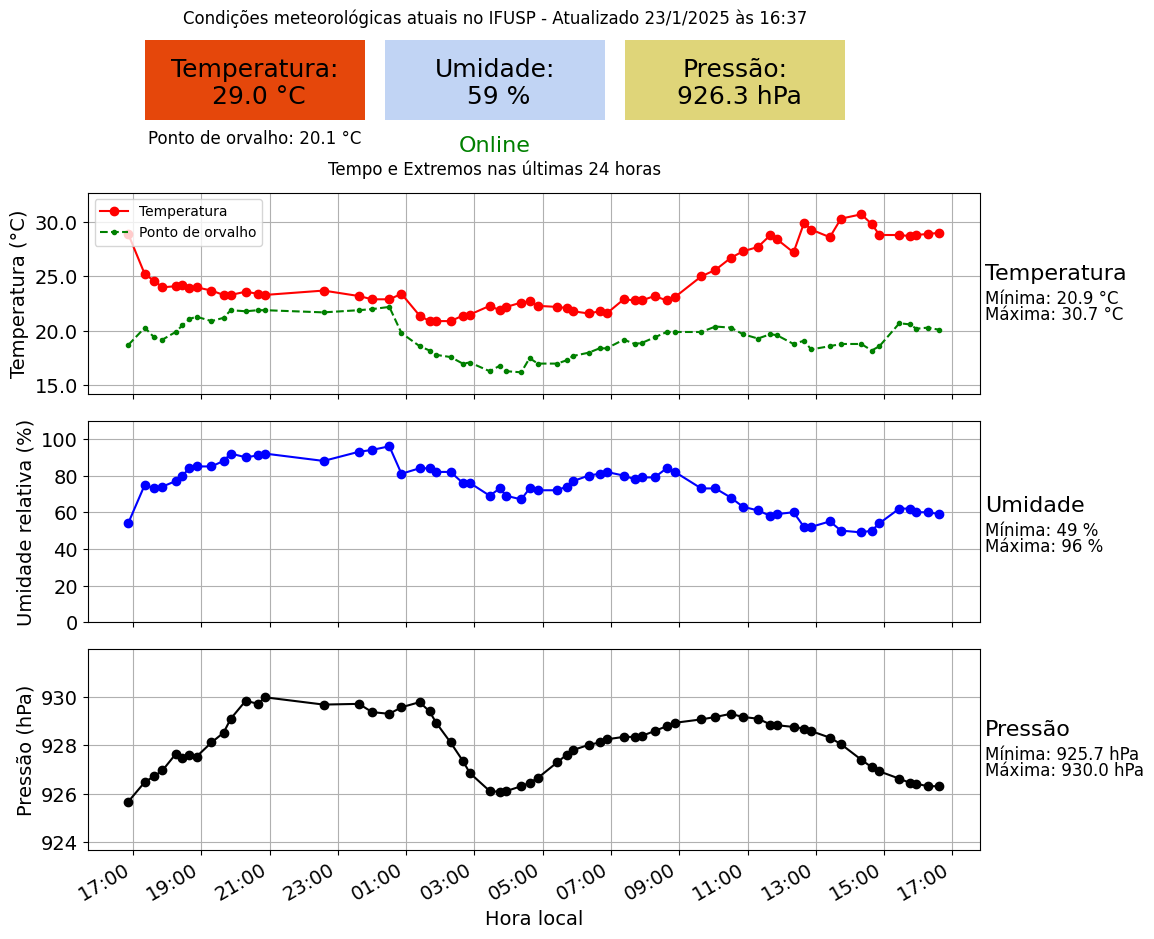 Condições meteorológicas atuais no IFUSP - Atualizado 23/1/2025 às 16:37
Temperatura:
29.0 °C
Umidade:
59 %
Pressão:
926.3 hPa
Ponto de orvalho: 20.1 °C
Online
Tempo e Extremos nas últimas 24 horas
Temperatura (°C)
30.0
25.0
20.0
15.0
Temperatura
Ponto de orvalho
Temperatura
Mínima: 20.9 °C
Máxima: 30.7 °C
Umidade relativa (%)
100
80
60
40
20
0
Umidade
Mínima: 49 %
Máxima: 96 %
Pressão (hPa)
930
928
926
924
Pressão
Mínima: 925.7 hPa
Máxima: 930.0 hPa
17:00
19:00
21:00
23:00
01:00
03:00
05:00
07:00
09:00
11:00
13:00
15:00
17:00
Hora local